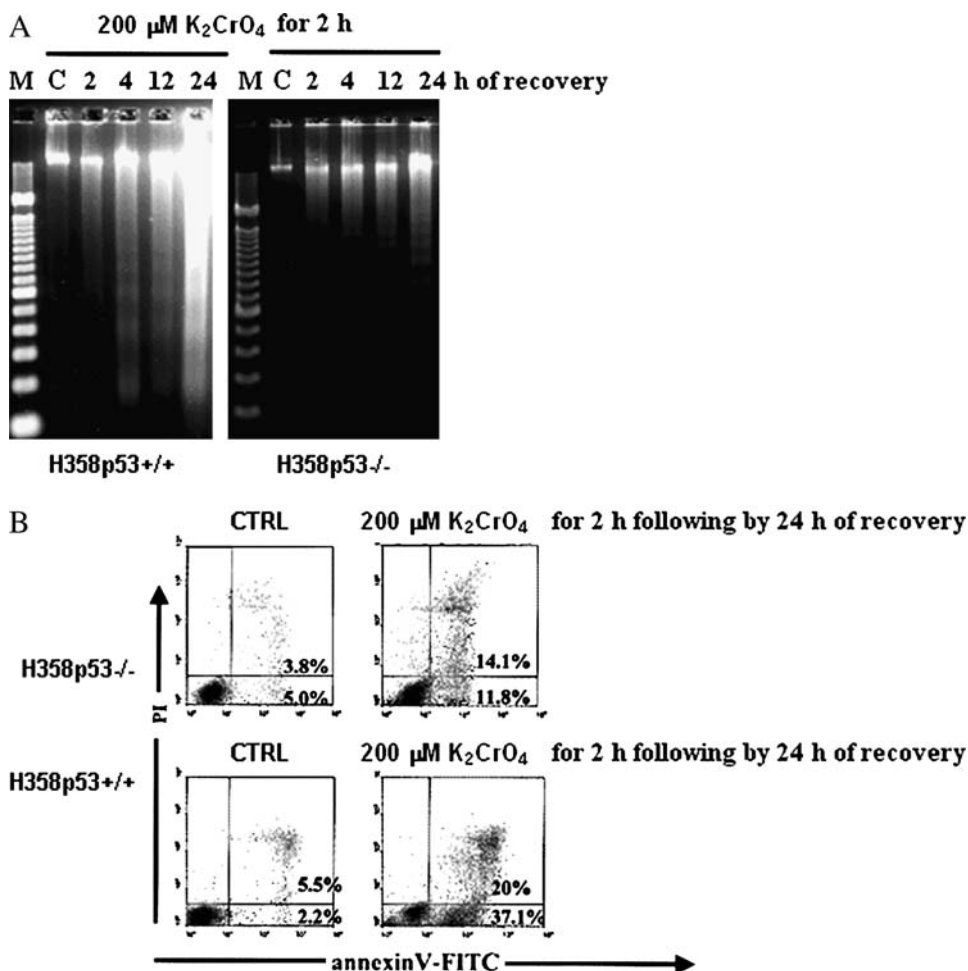 A
200 µM K₂CrO₄ for 2 h
M C 2 4 12 24 M C 2 4 12 24 h of recovery
H358p53+/+ H358p53-/-
B
CTRL 200 µM K₂CrO₄ for 2 h following by 24 h of recovery
H358p53-/-
3.8% 14.1%
5.0% 11.8%
PI
CTRL 200 µM K₂CrO₄ for 2 h following by 24 h of recovery
H358p53+/+
5.5% 20%
2.2% 37.1%
annexinV-FITC